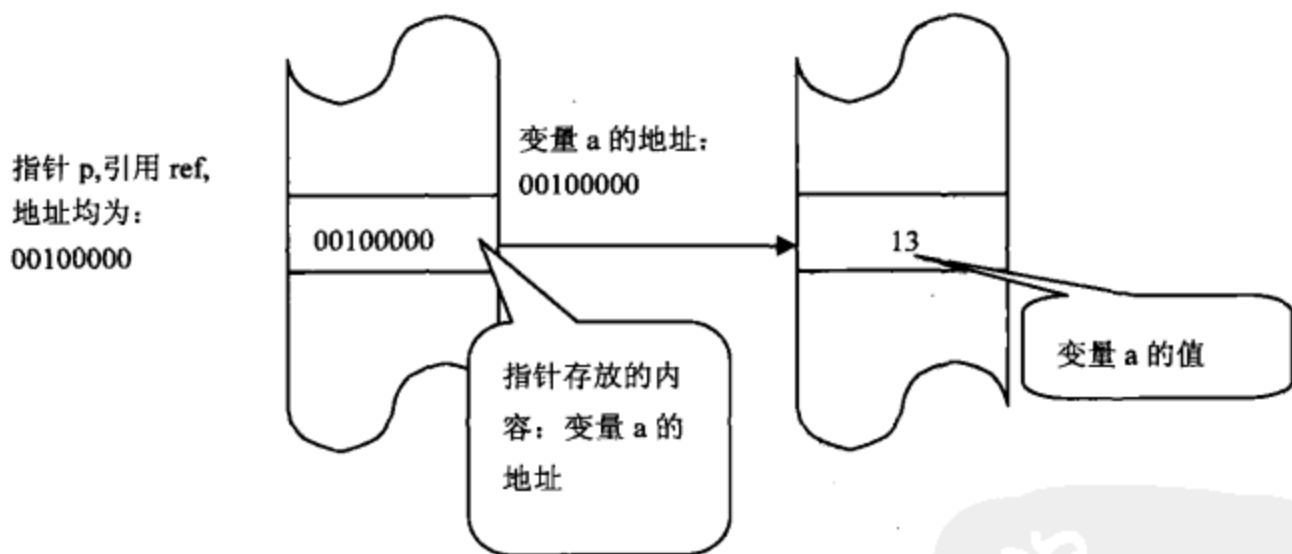 指针 p,引用 ref,
地址均为：
00100000
00100000
变量 a 的地址：
00100000
13
指针存放的内
容：变量 a 的
地址
变量 a 的值